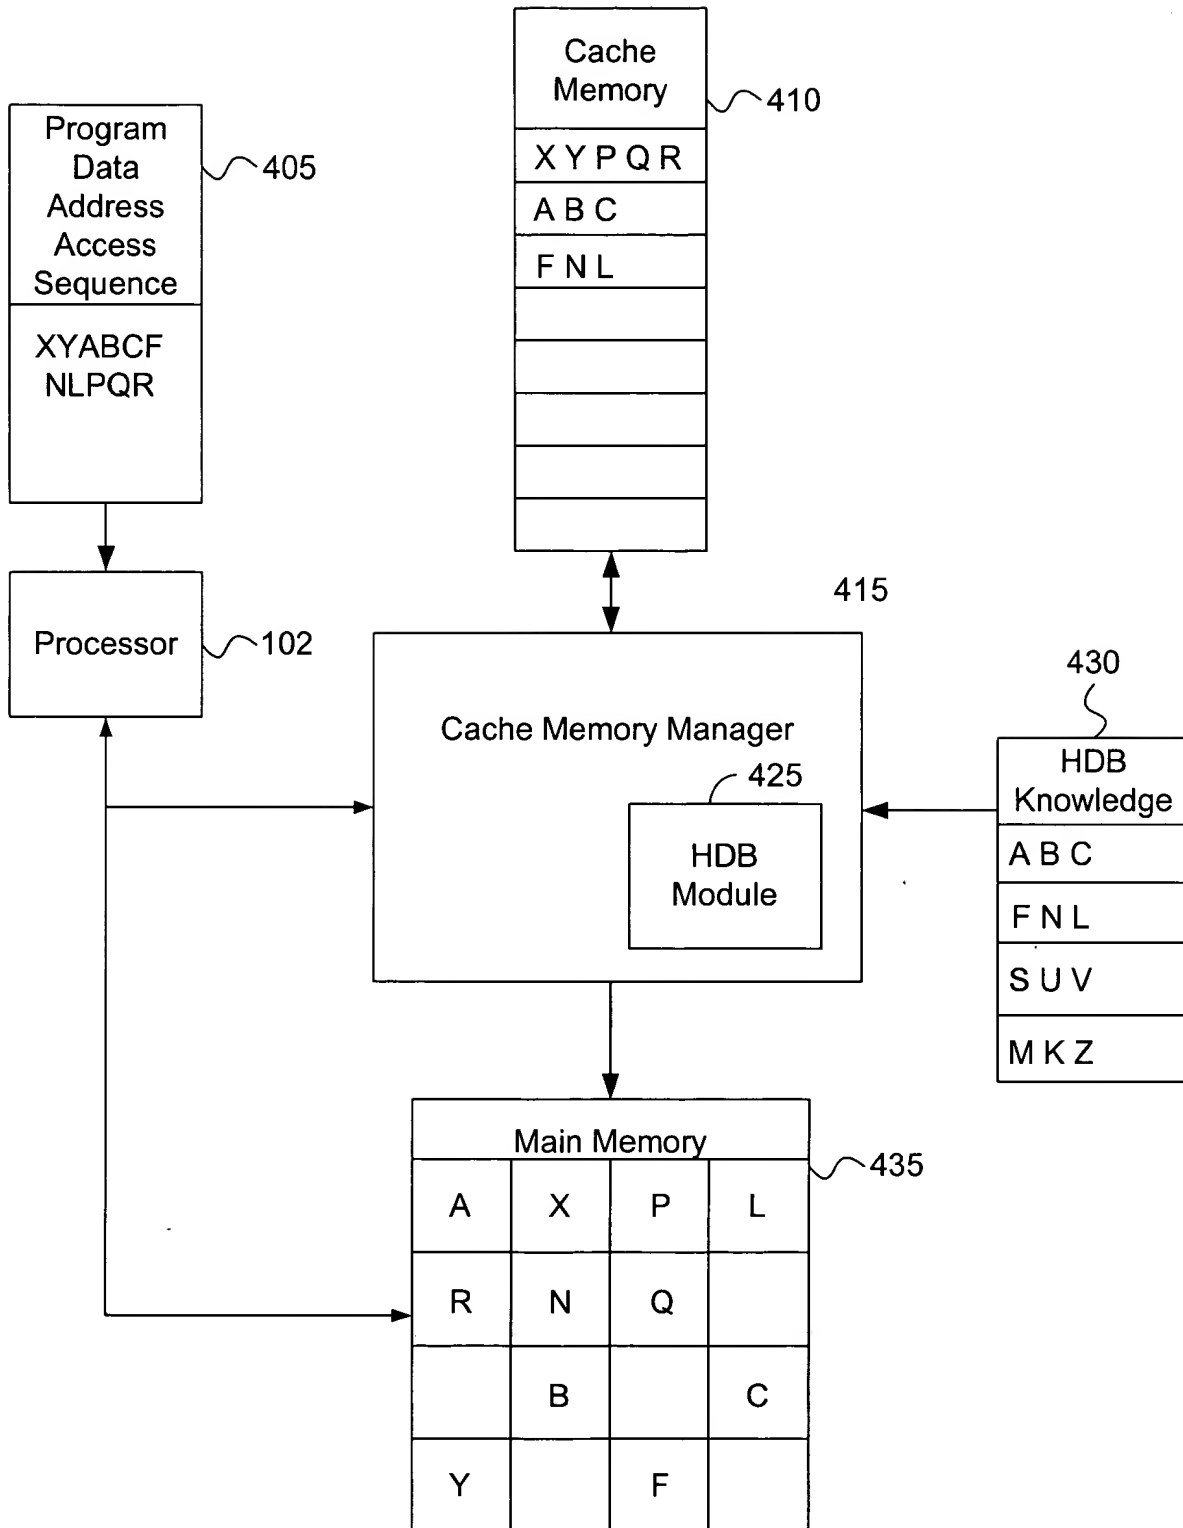 Cache
Memory
410
X Y P Q R
A B C
F N L
Program
Data
Address
Access
Sequence
405
XYABCF
NLPQR
Processor
102
415
Cache Memory Manager
425
HDB
Module
430
HDB
Knowledge
A B C
F N L
S U V
M K Z
Main Memory
435
A X P L
R N Q
B C
Y F